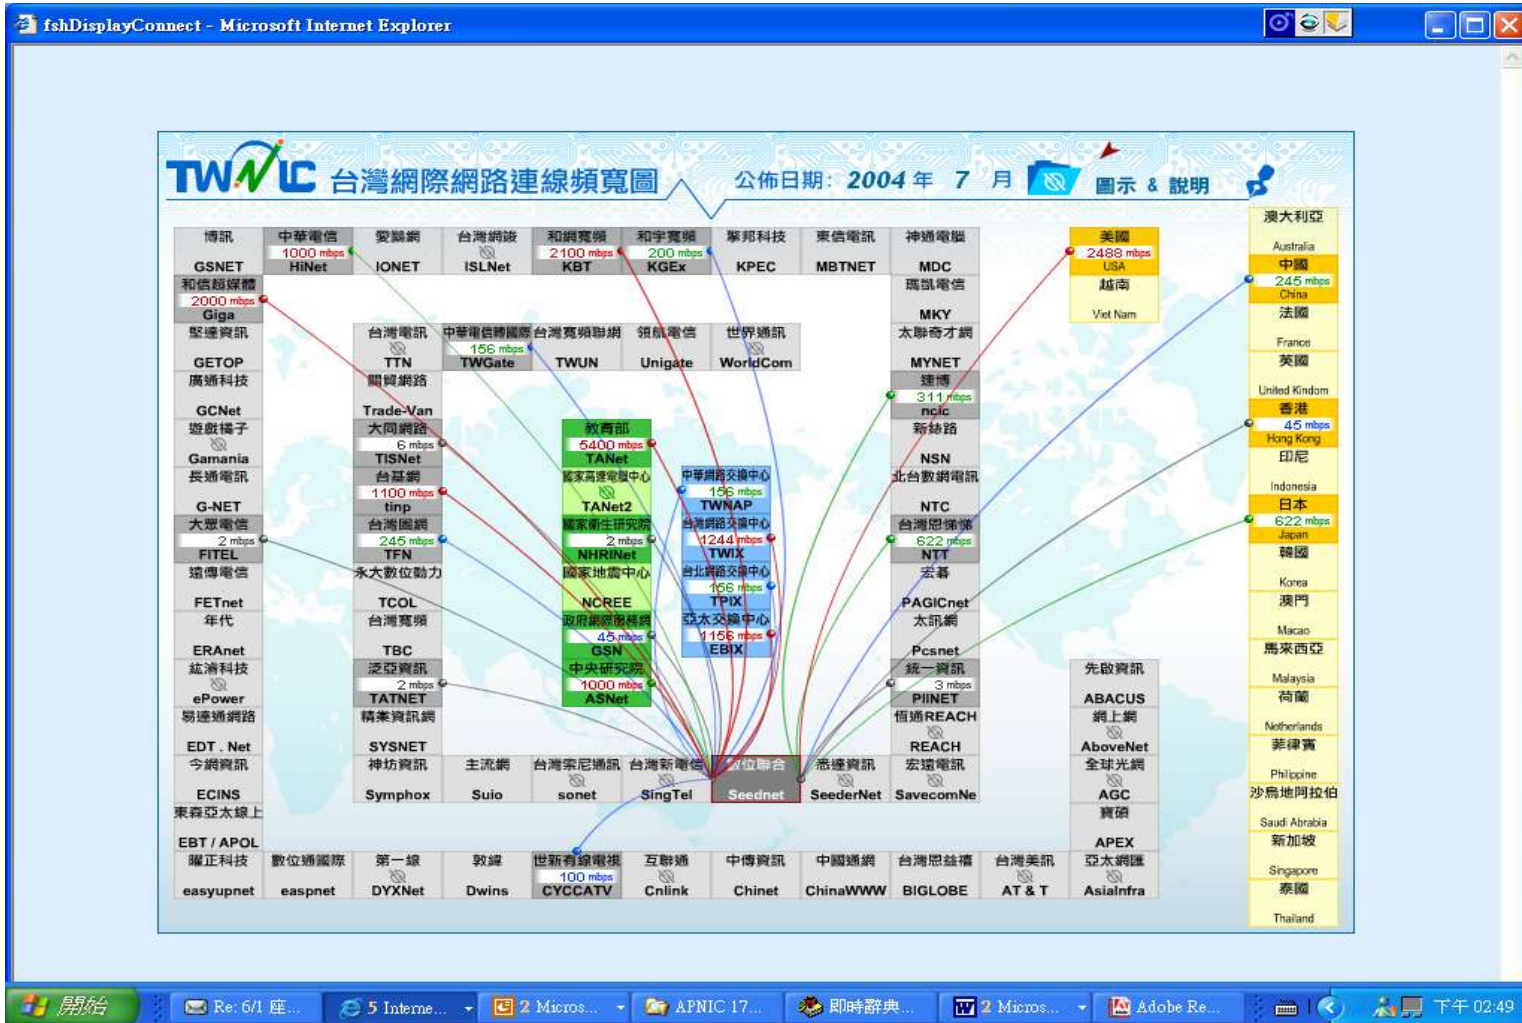 fshDisplayConnect - Microsoft Internet Explorer
TWNIC 台灣網際網路連線頻寬圖
公佈日期: 2004 年 7 月
圖示 & 說明
博訊
GSNET
中華電信
1000 mbps
HiNet
愛鷂網
IONET
台灣網竣
ISLNet
和網寬頻
2100 mbps
KBT
和宇寬頻
200 mbps
KGEx
擎邦科技
KPEC
東信電訊
MBTNET
神通電腦
MDC
美國
2488 mbps
USA
越南
Viet Nam
和信超媒體
2000 mbps
Giga
瑪凱電信
MKY
堅達資訊
GETOP
台灣電訊
TTN
中華電信轉國際
156 mbps
TWGate
台灣寬頻聯網
TWUN
領航電信
Unigate
世界通訊
WorldCom
太聯奇才網
MYNET
廣通科技
GCNet
關貿網路
Trade-Van
速博
311 mbps
ncic
遊戲橘子
Gamania
大同網路
6 mbps
TISNet
教育部
5400 mbps
TANet
新絲路
NSN
長通電訊
G-NET
台基網
1100 mbps
tinp
國家高速電腦中心
TANet2
中華網路交換中心
156 mbps
TWNAP
北台數網電訊
NTC
大眾電信
2 mbps
FITEL
台灣固網
245 mbps
TFN
國家衛生研究院
2 mbps
NHRINet
台灣網路交換中心
1244 mbps
TWIX
台灣恩悌悌
622 mbps
NTT
遠傳電信
FETnet
永大數位動力
TCOL
國家地震中心
NCREE
台北網路交換中心
156 mbps
TPIX
宏碁
PAGICnet
年代
ERAnet
台灣寬頻
TBC
政府網際服務網
45 mbps
GSN
亞太交換中心
1156 mbps
EBIX
太訊網
Pcsnet
紘濬科技
ePower
泛亞資訊
2 mbps
TATNET
中央研究院
1000 mbps
ASNet
統一資訊
3 mbps
PIINET
先啟資訊
ABACUS
易達通網路
EDT . Net
精業資訊網
SYSNET
恆通REACH
REACH
網上網
AboveNet
今網資訊
ECINS
神坊資訊
Symphox
主流網
Suio
台灣索尼通訊
sonet
台灣新電信
SingTel
數位聯合
Seednet
悉達資訊
SeederNet
宏遠電訊
SavecomNe
全球光網
AGC
東森亞太線上
EBT / APOL
寶碩
APEX
曜正科技
easyupnet
數位通國際
easpnet
第一線
DYXNet
敦緯
Dwins
世新有線電視
100 mbps
CYCCATV
互聯通
Cnlink
中傳資訊
Chinet
中國通網
ChinaWWW
台灣恩益禧
BIGLOBE
台灣美訊
AT & T
亞太網匯
AsiaInfra
澳大利亞
Australia
中國
245 mbps
China
法國
France
英國
United Kindom
香港
45 mbps
Hong Kong
印尼
Indonesia
日本
622 mbps
Japan
韓國
Korea
澳門
Macao
馬來西亞
Malaysia
荷蘭
Netherlands
菲律賓
Philippine
沙烏地阿拉伯
Saudi Abrabia
新加坡
Singapore
泰國
Thailand
開始
Re: 6/1 座...
5 Interne...
2 Micros...
APNIC 17...
即時辭典...
2 Micros...
Adobe Re...
下午 02:49